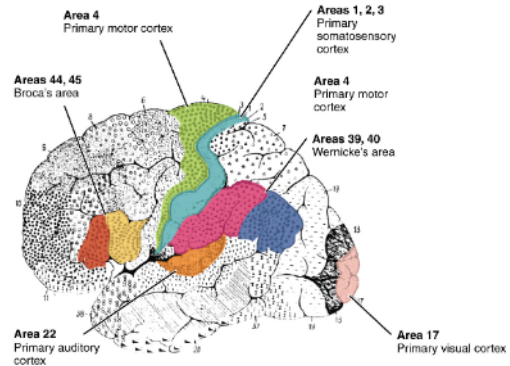 Area 4
Primary motor cortex
Areas 1, 2, 3
Primary
somatosensory
cortex
Areas 44, 45
Broca's area
Area 4
Primary motor
cortex
Areas 39, 40
Wernicke's area
Area 22
Primary auditory
cortex
Area 17
Primary visual cortex